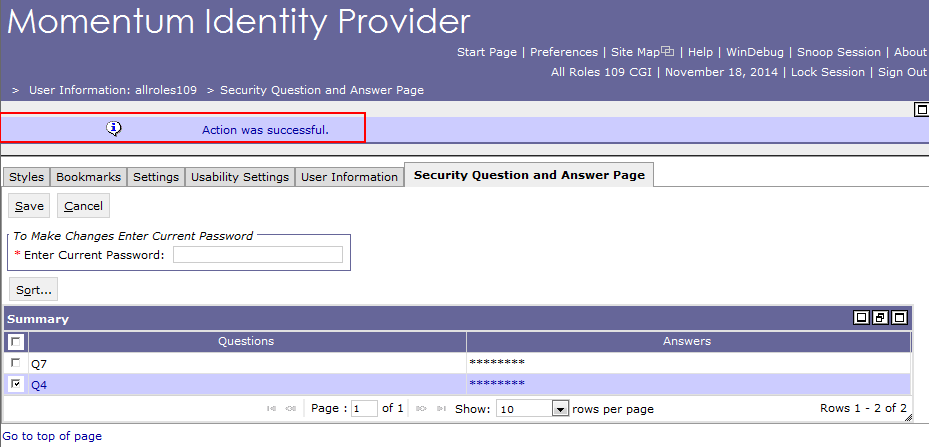 Momentum Identity Provider
Start Page | Preferences | Site Map | Help | WinDebug | Snoop Session | About
All Roles 109 CGI | November 18, 2014 | Lock Session | Sign Out
> User Information: allroles109 > Security Question and Answer Page
Action was successful.
Styles Bookmarks Settings Usability Settings User Information Security Question and Answer Page
Save Cancel
To Make Changes Enter Current Password
* Enter Current Password:
Sort...
Summary
Questions Answers
Q7 ********
Q4 ********
Page : 1 of 1 Show: 10 rows per page Rows 1 - 2 of 2
Go to top of page